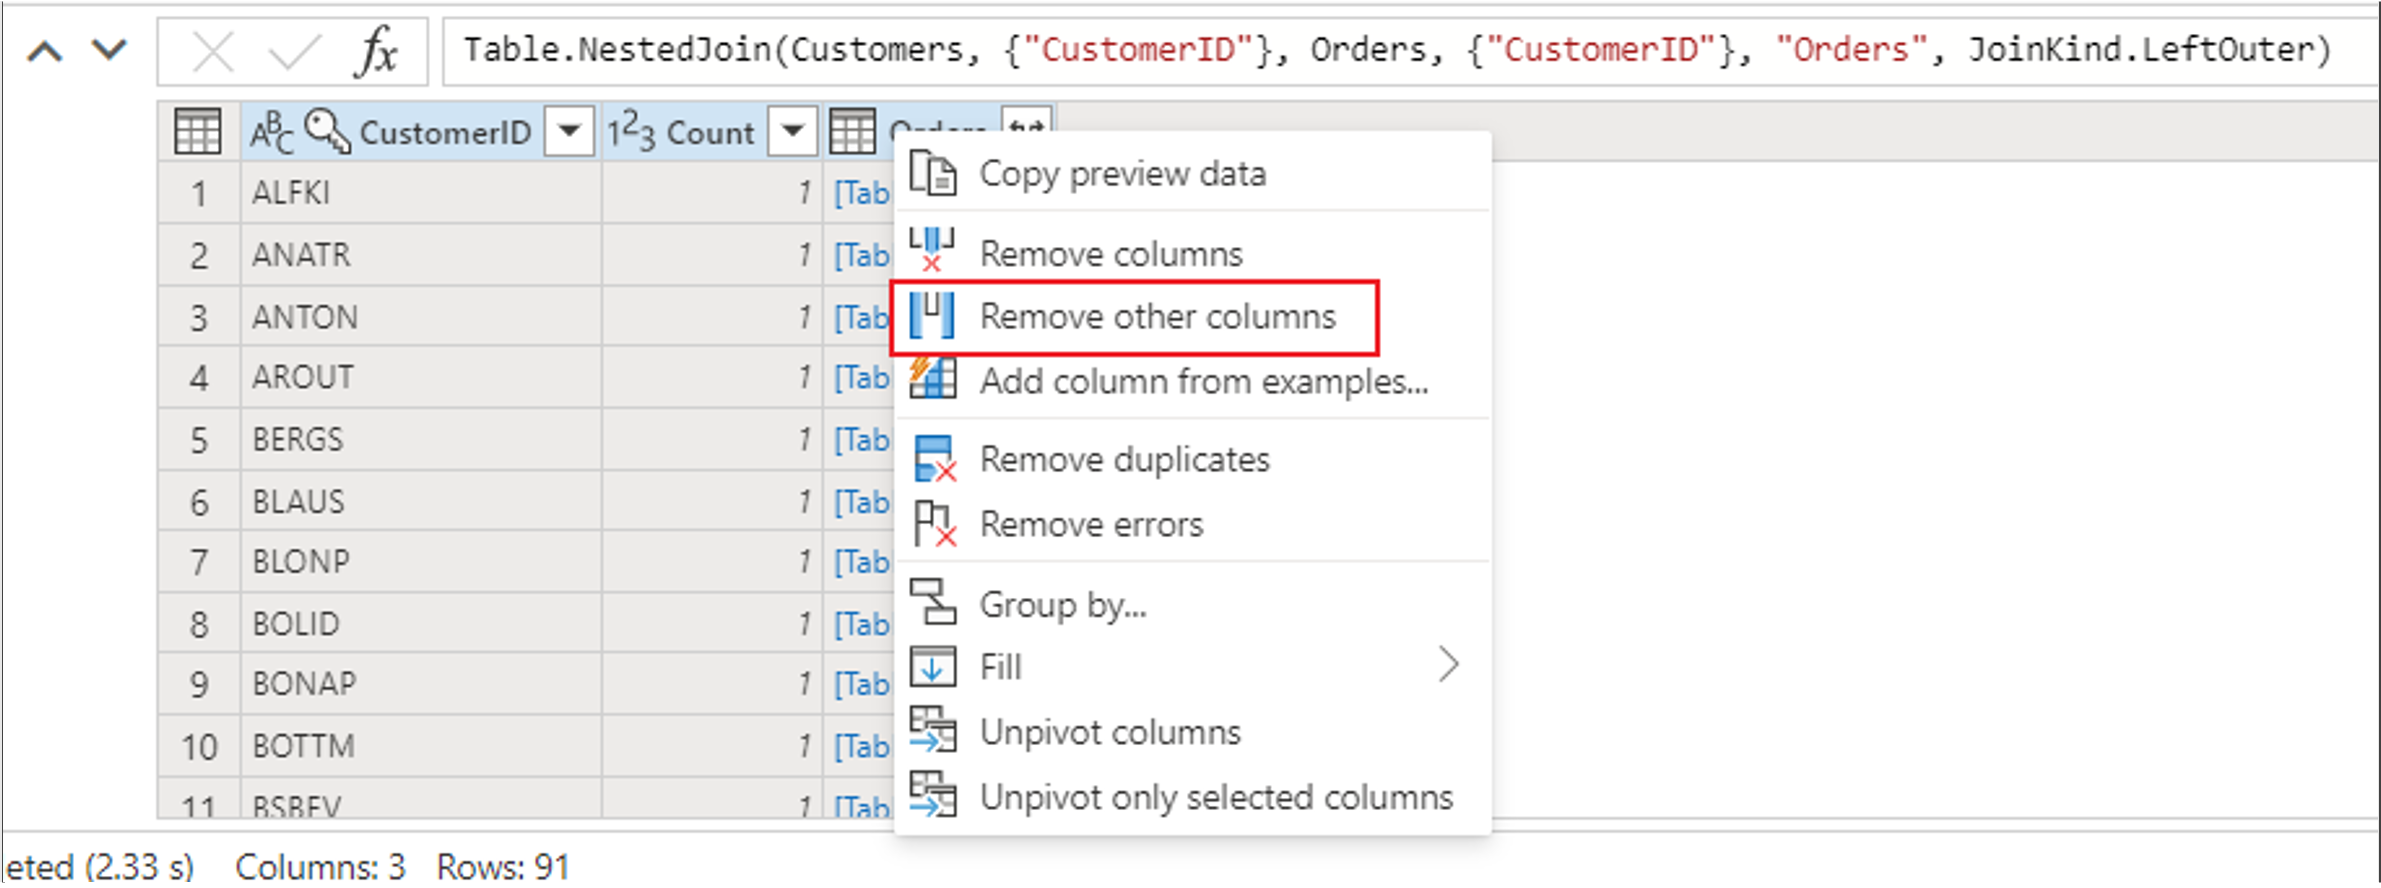 fx Table.NestedJoin(Customers, {"CustomerID"}, Orders, {"CustomerID"}, "Orders", JoinKind.LeftOuter)
ABC CustomerID 123 Count Orders
1 ALFKI 1 [Tab
2 ANATR 1 [Tab
3 ANTON 1 [Tab
4 AROUT 1 [Tab
5 BERGS 1 [Tab
6 BLAUS 1 [Tab
7 BLONP 1 [Tab
8 BOLID 1 [Tab
9 BONAP 1 [Tab
10 BOTTM 1 [Tab
11 BSBEV 1 [Tab
Copy preview data
Remove columns
Remove other columns
Add column from examples...
Remove duplicates
Remove errors
Group by...
Fill
Unpivot columns
Unpivot only selected columns
eted (2.33 s) Columns: 3 Rows: 91